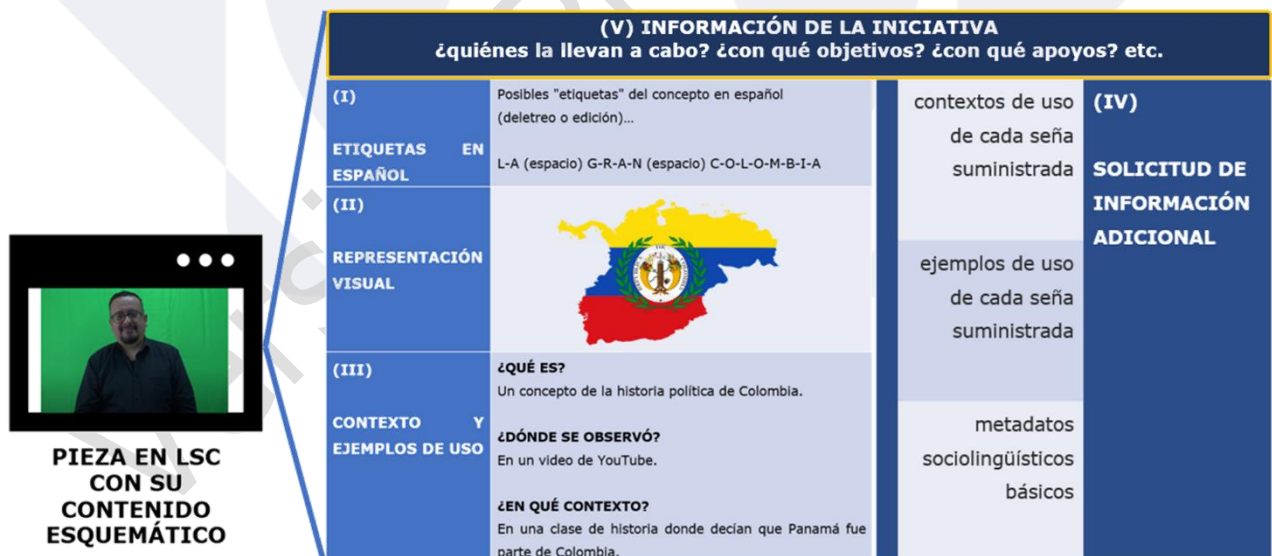 (V) INFORMACIÓN DE LA INICIATIVA
¿quiénes la llevan a cabo? ¿con qué objetivos? ¿con qué apoyos? etc.
(I)
ETIQUETAS EN
ESPAÑOL
Posibles "etiquetas" del concepto en español
(deletreo o edición)...
L-A (espacio) G-R-A-N (espacio) C-O-L-O-M-B-I-A
(II)
REPRESENTACIÓN
VISUAL
(III)
CONTEXTO Y
EJEMPLOS DE USO
¿QUÉ ES?
Un concepto de la historia política de Colombia.
¿DÓNDE SE OBSERVÓ?
En un video de YouTube.
¿EN QUÉ CONTEXTO?
En una clase de historia donde decían que Panamá fue
parte de Colombia.
contextos de uso
de cada seña
suministrada
ejemplos de uso
de cada seña
suministrada
metadatos
sociolingüísticos
básicos
(IV)
SOLICITUD DE
INFORMACIÓN
ADICIONAL
PIEZA EN LSC
CON SU
CONTENIDO
ESQUEMÁTICO